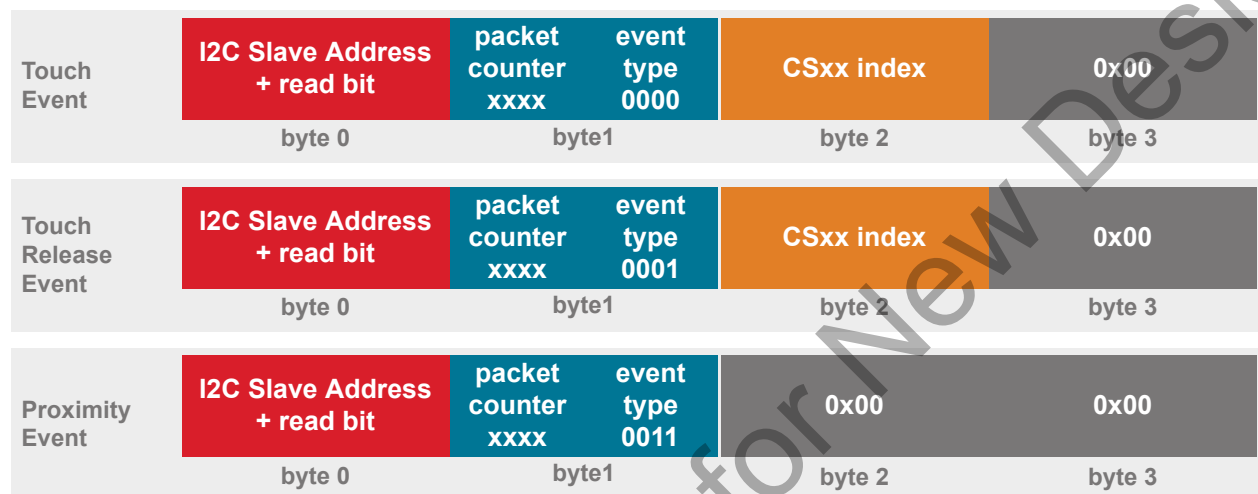 Touch
Event
I2C Slave Address
+ read bit
packet
counter
xxxx
event
type
0000
CSxx index
0x00
byte 0
byte1
byte 2
byte 3
Touch
Release
Event
I2C Slave Address
+ read bit
packet
counter
xxxx
event
type
0001
CSxx index
0x00
byte 0
byte1
byte 2
byte 3
Proximity
Event
I2C Slave Address
+ read bit
packet
counter
xxxx
event
type
0011
0x00
0x00
byte 0
byte1
byte 2
byte 3
for New Desi